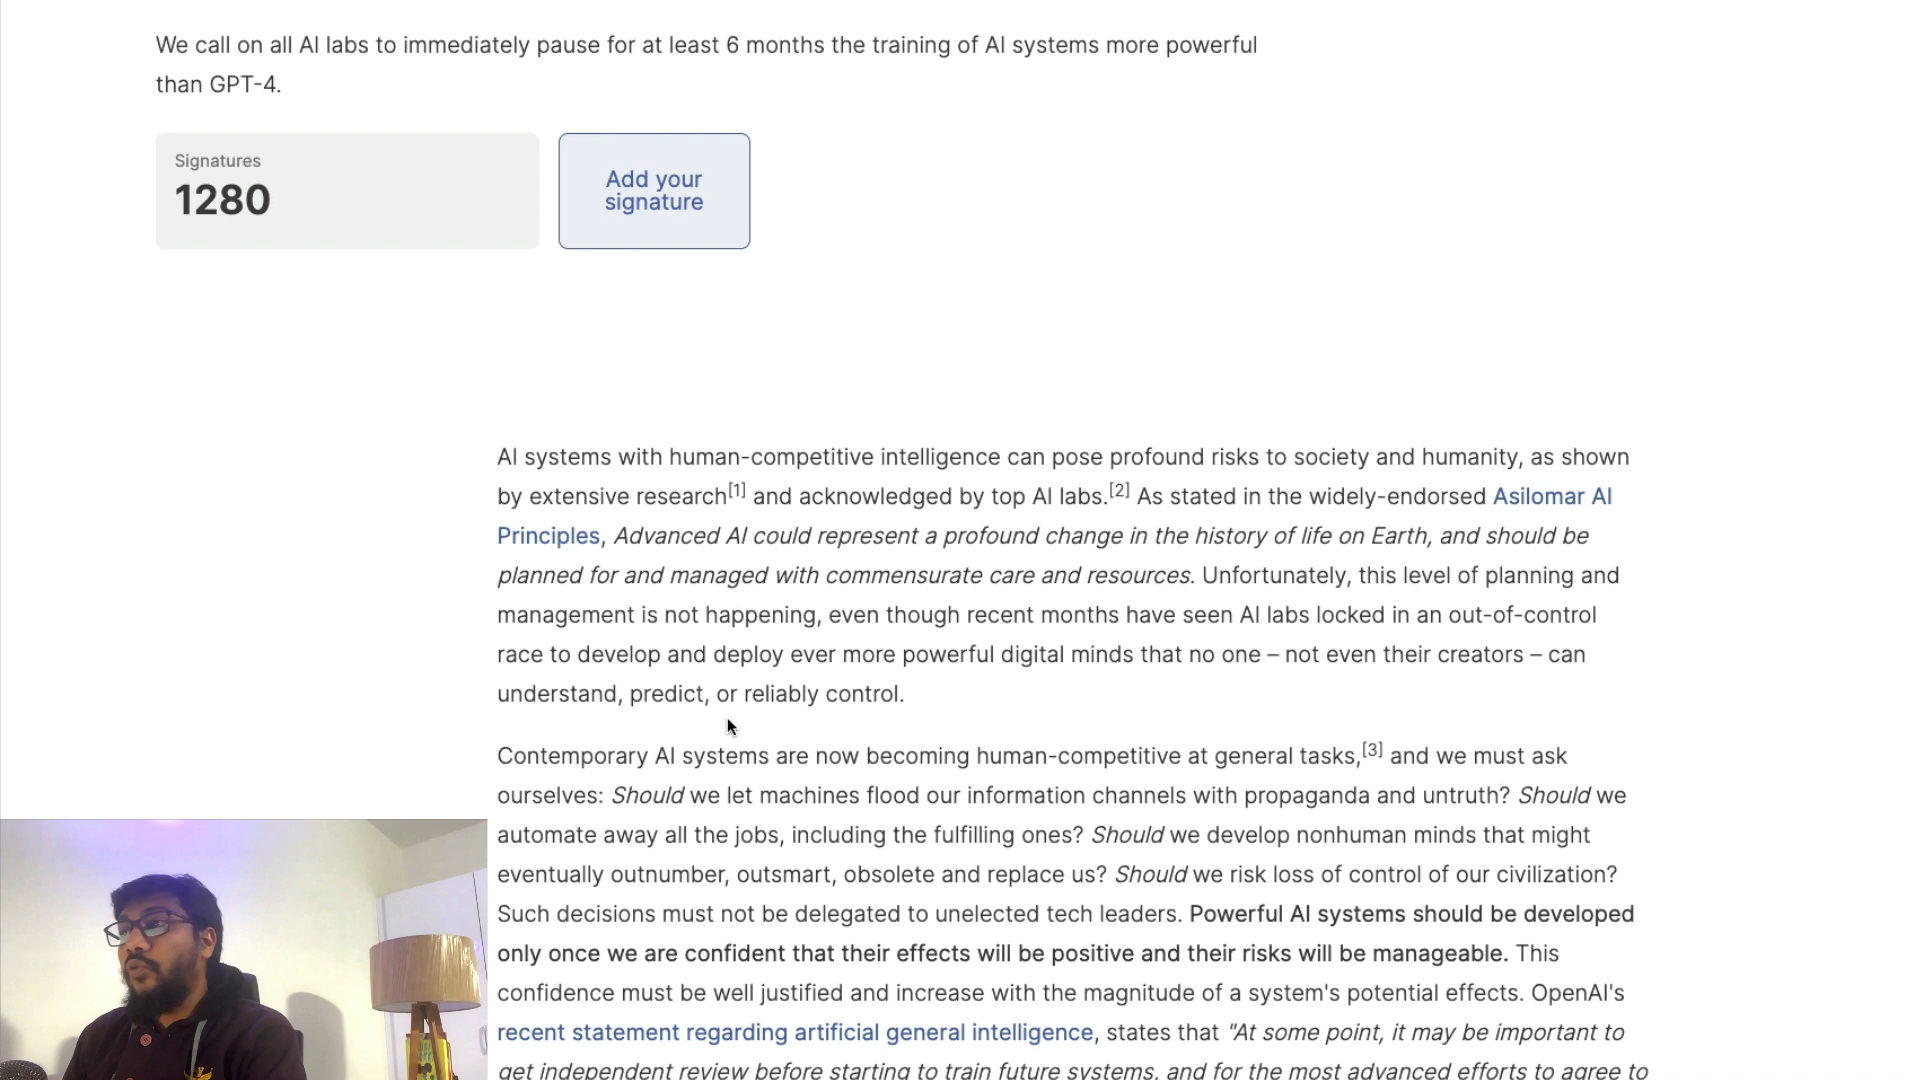 We call on all AI labs to immediately pause for at least 6 months the training of AI systems more powerful
than GPT-4.
Signatures
1280
Add your
signature
AI systems with human-competitive intelligence can pose profound risks to society and humanity, as shown
by extensive research[1] and acknowledged by top AI labs.[2] As stated in the widely-endorsed Asilomar AI
Principles, Advanced AI could represent a profound change in the history of life on Earth, and should be
planned for and managed with commensurate care and resources. Unfortunately, this level of planning and
management is not happening, even though recent months have seen AI labs locked in an out-of-control
race to develop and deploy ever more powerful digital minds that no one – not even their creators – can
understand, predict, or reliably control.
Contemporary AI systems are now becoming human-competitive at general tasks,[3] and we must ask
ourselves: Should we let machines flood our information channels with propaganda and untruth? Should we
automate away all the jobs, including the fulfilling ones? Should we develop nonhuman minds that might
eventually outnumber, outsmart, obsolete and replace us? Should we risk loss of control of our civilization?
Such decisions must not be delegated to unelected tech leaders. Powerful AI systems should be developed
only once we are confident that their effects will be positive and their risks will be manageable. This
confidence must be well justified and increase with the magnitude of a system's potential effects. OpenAI's
recent statement regarding artificial general intelligence, states that "At some point, it may be important to
get independent review before starting to train future systems, and for the most advanced efforts to agree to